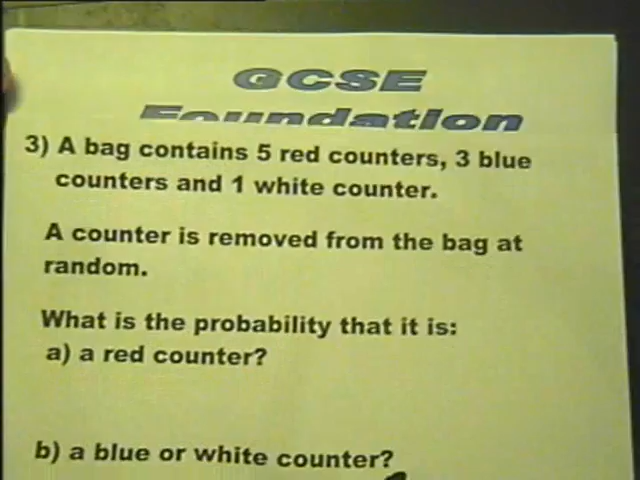 GCSE
Foundation
3) A bag contains 5 red counters, 3 blue
counters and 1 white counter.
A counter is removed from the bag at
random.
What is the probability that it is:
a) a red counter?
b) a blue or white counter?